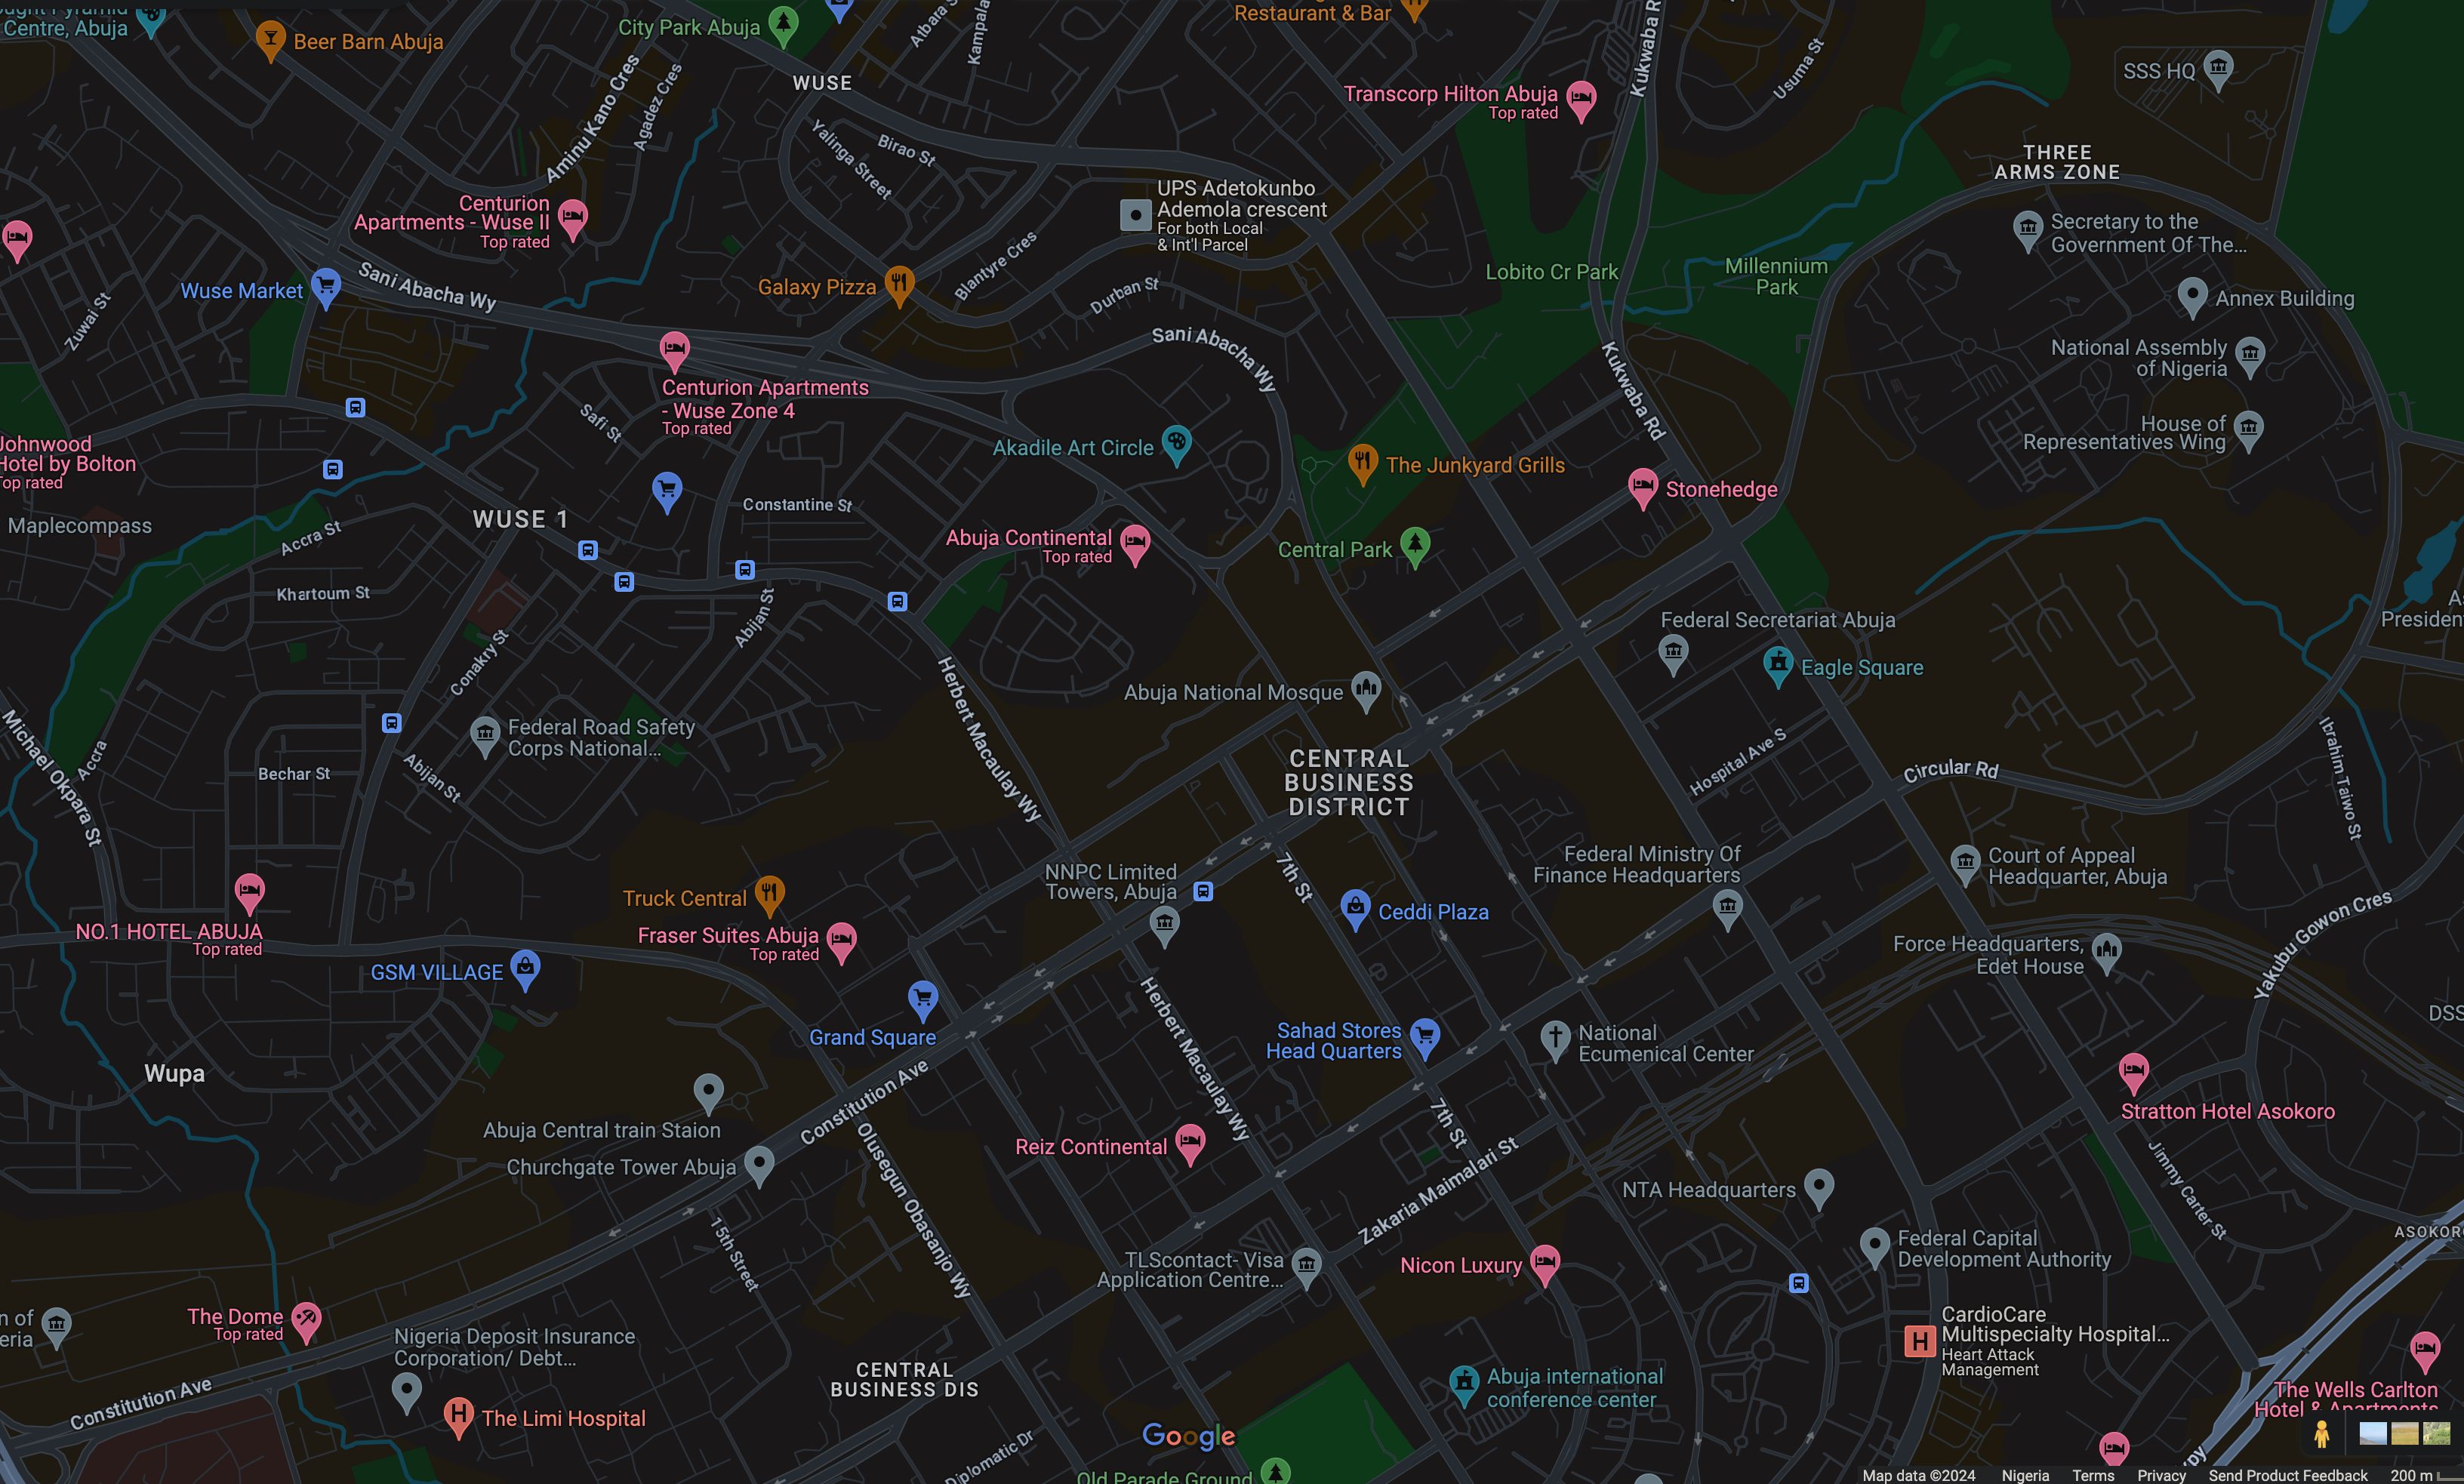 Centre, Abuja
Beer Barn Abuja
City Park Abuja
WUSE
Aminu Kano Cres
Agadez Cres
Atbara S
Kampala
Yalinga Street
Birao St
Restaurant & Bar
Transcorp Hilton Abuja
Top rated
Kukwaba R
Usuma St
SSS HQ
THREE
ARMS ZONE
Centurion
Apartments - Wuse II
Top rated
UPS Adetokunbo
Ademola crescent
For both Local
& Int'l Parcel
Secretary to the
Government Of The...
Wuse Market
Sani Abacha Wy
Galaxy Pizza
Blantyre Cres
Durban St
Lobito Cr Park
Millennium
Park
Annex Building
Zuwai St
Sani Abacha Wy
Kukwaba Rd
National Assembly
of Nigeria
Centurion Apartments
- Wuse Zone 4
Top rated
Safi St
House of
Representatives Wing
Johnwood
Hotel by Bolton
Top rated
Akadile Art Circle
The Junkyard Grills
Stonehedge
Maplecompass
WUSE 1
Constantine St
Accra St
Abuja Continental
Top rated
Central Park
Khartoum St
Abijan St
Conakry St
Federal Secretariat Abuja
Presiden
Eagle Square
Herbert Macaulay Wy
Abuja National Mosque
Michael Okpara St
Accra
Federal Road Safety
Corps National...
Bechar St
Abijan St
CENTRAL
BUSINESS
DISTRICT
Hospital Ave S
Circular Rd
Ibrahim Taiwo St
NNPC Limited
Towers, Abuja
7th St
Federal Ministry Of
Finance Headquarters
Court of Appeal
Headquarter, Abuja
Truck Central
Ceddi Plaza
NO.1 HOTEL ABUJA
Top rated
Fraser Suites Abuja
Top rated
Force Headquarters,
Edet House
Yakubu Gowon Cres
GSM VILLAGE
Herbert Macaulay Wy
Grand Square
Sahad Stores
Head Quarters
National
Ecumenical Center
DSS
Wupa
Constitution Ave
Stratton Hotel Asokoro
Abuja Central train Staion
Churchgate Tower Abuja
Olusegun Obasanjo Wy
Reiz Continental
7th St
Zakaria Maimalari St
NTA Headquarters
Jimmy Carter St
15th Street
TLScontact- Visa
Application Centre...
Nicon Luxury
Federal Capital
Development Authority
ASOKOR
n of
eria
The Dome
Top rated
Nigeria Deposit Insurance
Corporation/ Debt...
CENTRAL
BUSINESS DIS
CardioCare
Multispecialty Hospital...
Heart Attack
Management
Abuja international
conference center
The Wells Carlton
Hotel & Apartments
Constitution Ave
The Limi Hospital
Google
Diplomatic Dr
Old Parade Ground
Map data ©2024 Nigeria Terms Privacy Send Product Feedback 200 m